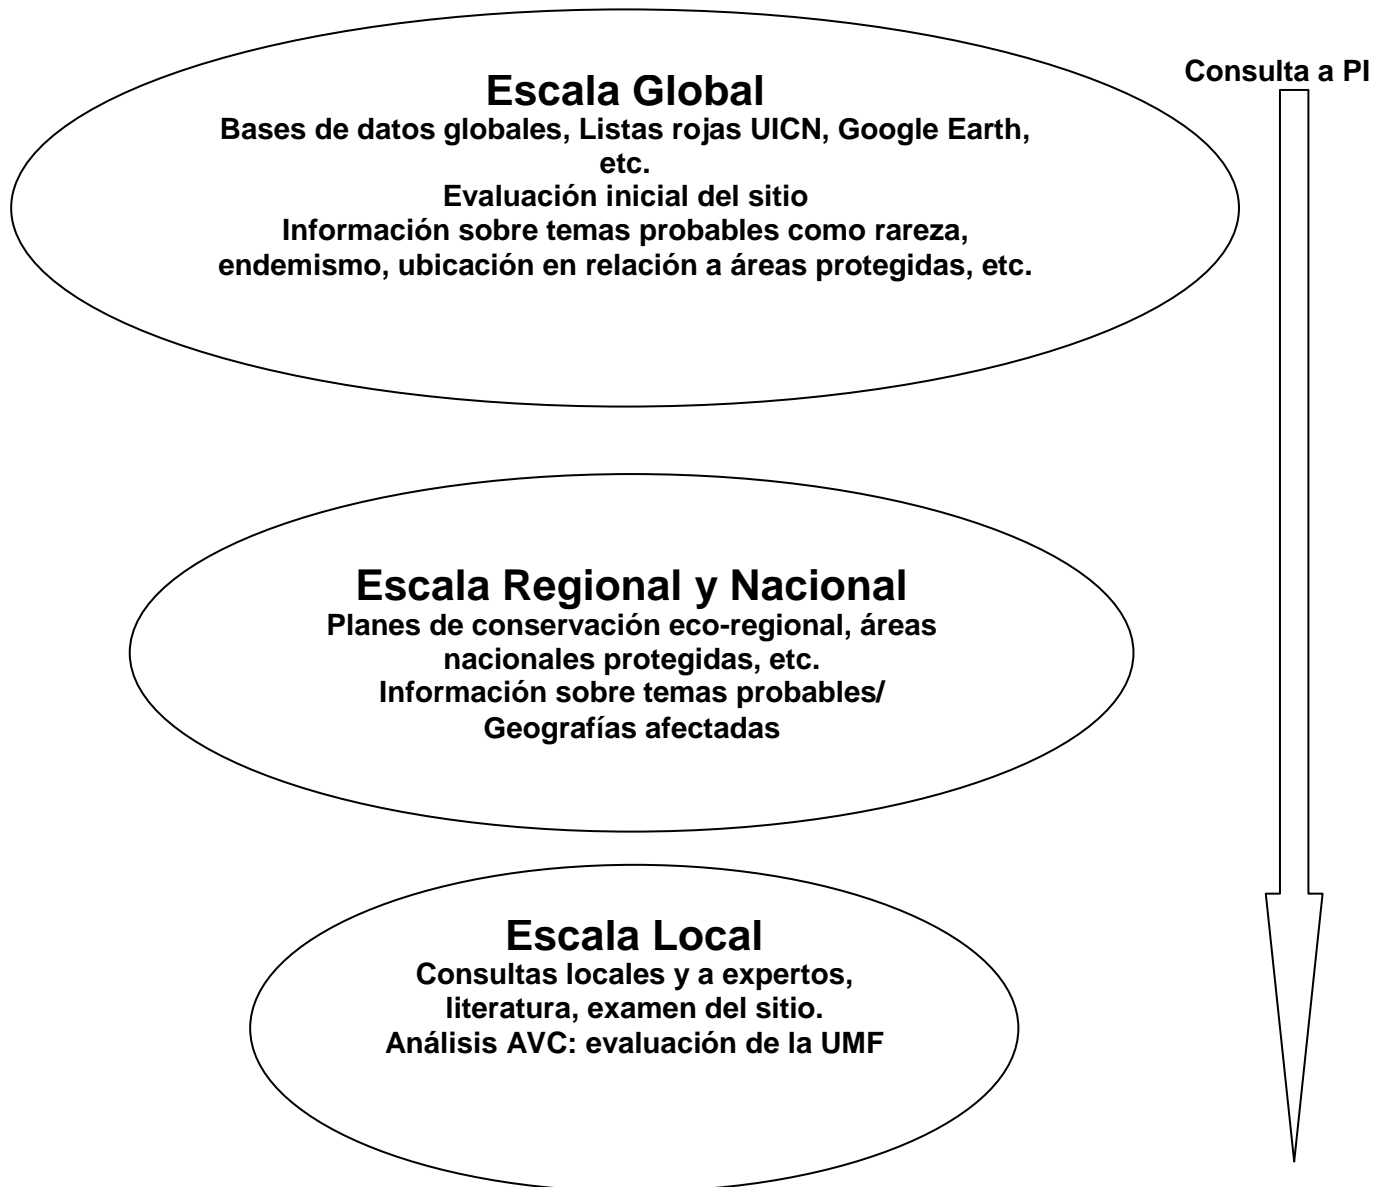 Consulta a PI
Escala Global
Bases de datos globales, Listas rojas UICN, Google Earth,
etc.
Evaluación inicial del sitio
Información sobre temas probables como rareza,
endemismo, ubicación en relación a áreas protegidas, etc.
Escala Regional y Nacional
Planes de conservación eco-regional, áreas
nacionales protegidas, etc.
Información sobre temas probables/
Geografías afectadas
Escala Local
Consultas locales y a expertos,
literatura, examen del sitio.
Análisis AVC: evaluación de la UMF